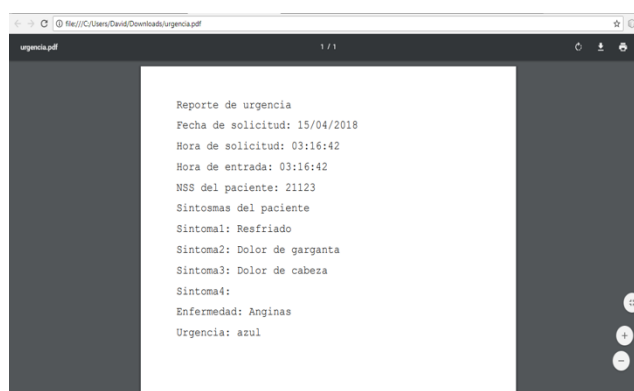 file:///C:/Users/David/Downloads/urgencia.pdf
urgencia.pdf
1 / 1
Reporte de urgencia
Fecha de solicitud: 15/04/2018
Hora de solicitud: 03:16:42
Hora de entrada: 03:16:42
NSS del paciente: 21123
Sintosmas del paciente
Sintoma1: Resfriado
Sintoma2: Dolor de garganta
Sintoma3: Dolor de cabeza
Sintoma4:
Enfermedad: Anginas
Urgencia: azul